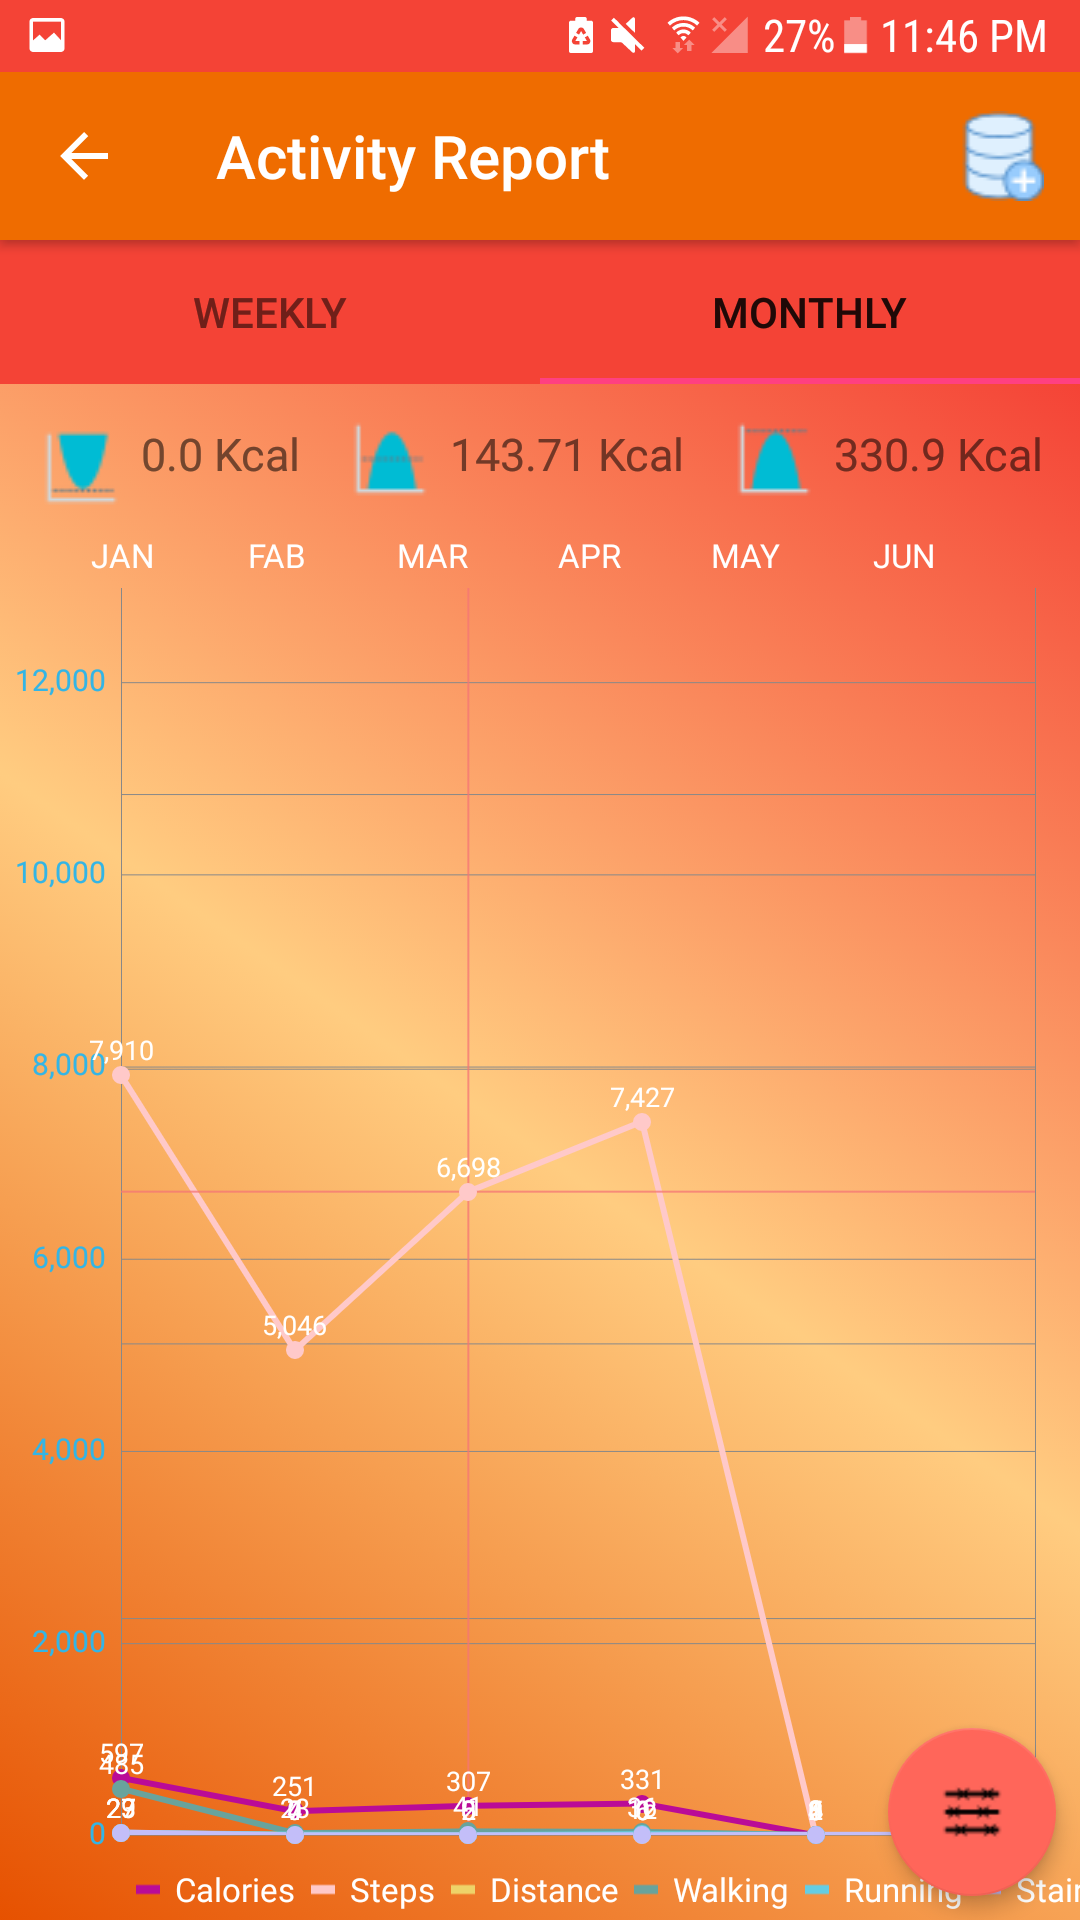 27% 11:46 PM
Activity Report
WEEKLY MONTHLY
0.0 Kcal 143.71 Kcal 330.9 Kcal
JAN FAB MAR APR MAY JUN
12,000
10,000
8,000
7,910
7,427
6,698
6,000
5,046
4,000
2,000
597
485
251
307
331
0
Calories Steps Distance Walking Running Stair